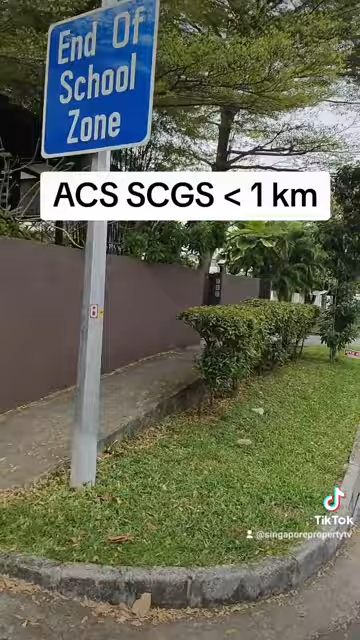 End Of
School
Zone
ACS SCGS < 1 km
TikTok
@singaporepropertytv